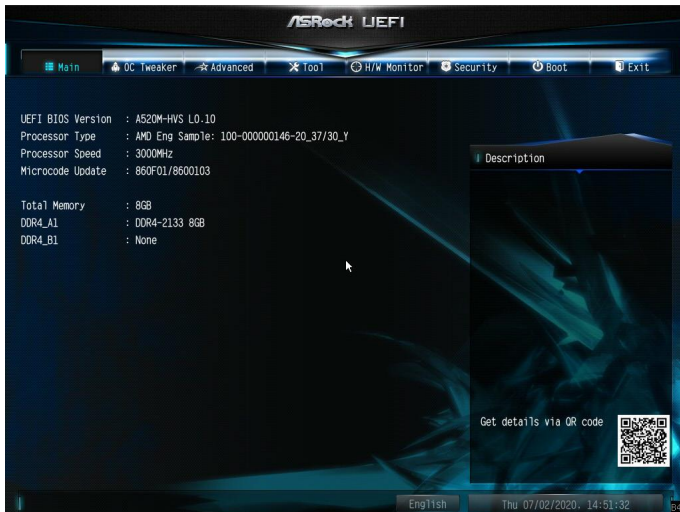 ASRock UEFI
Main OC Tweaker Advanced Tool H/W Monitor Security Boot Exit
UEFI BIOS Version : A520M-HVS L0.10
Processor Type : AMD Eng Sample: 100-000000146-20_37/30_Y
Processor Speed : 3000MHz
Microcode Update : 860F01/8600103
Total Memory : 8GB
DDR4_A1 : DDR4-2133 8GB
DDR4_B1 : None
Description
Get details via QR code
English Thu 07/02/2020. 14:51:32